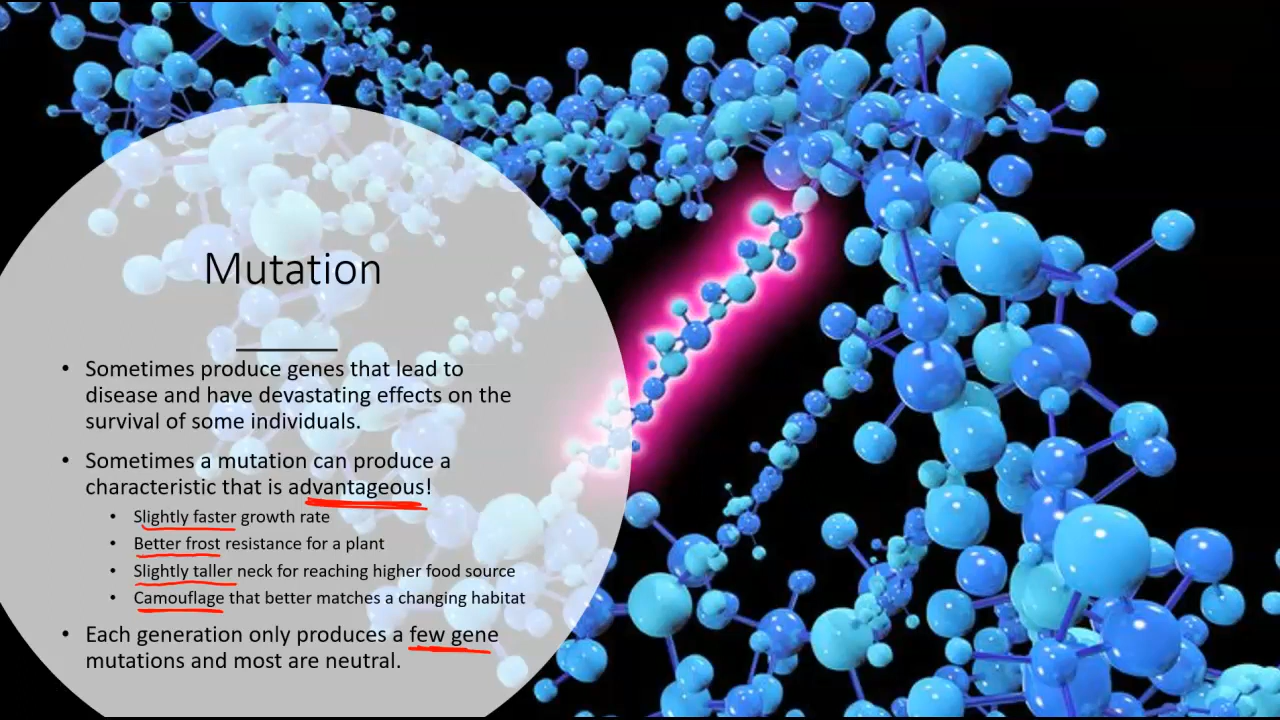 Mutation
• Sometimes produce genes that lead to
disease and have devastating effects on the
survival of some individuals.
• Sometimes a mutation can produce a
characteristic that is advantageous!
• Slightly faster growth rate
• Better frost resistance for a plant
• Slightly taller neck for reaching higher food source
• Camouflage that better matches a changing habitat
• Each generation only produces a few gene
mutations and most are neutral.